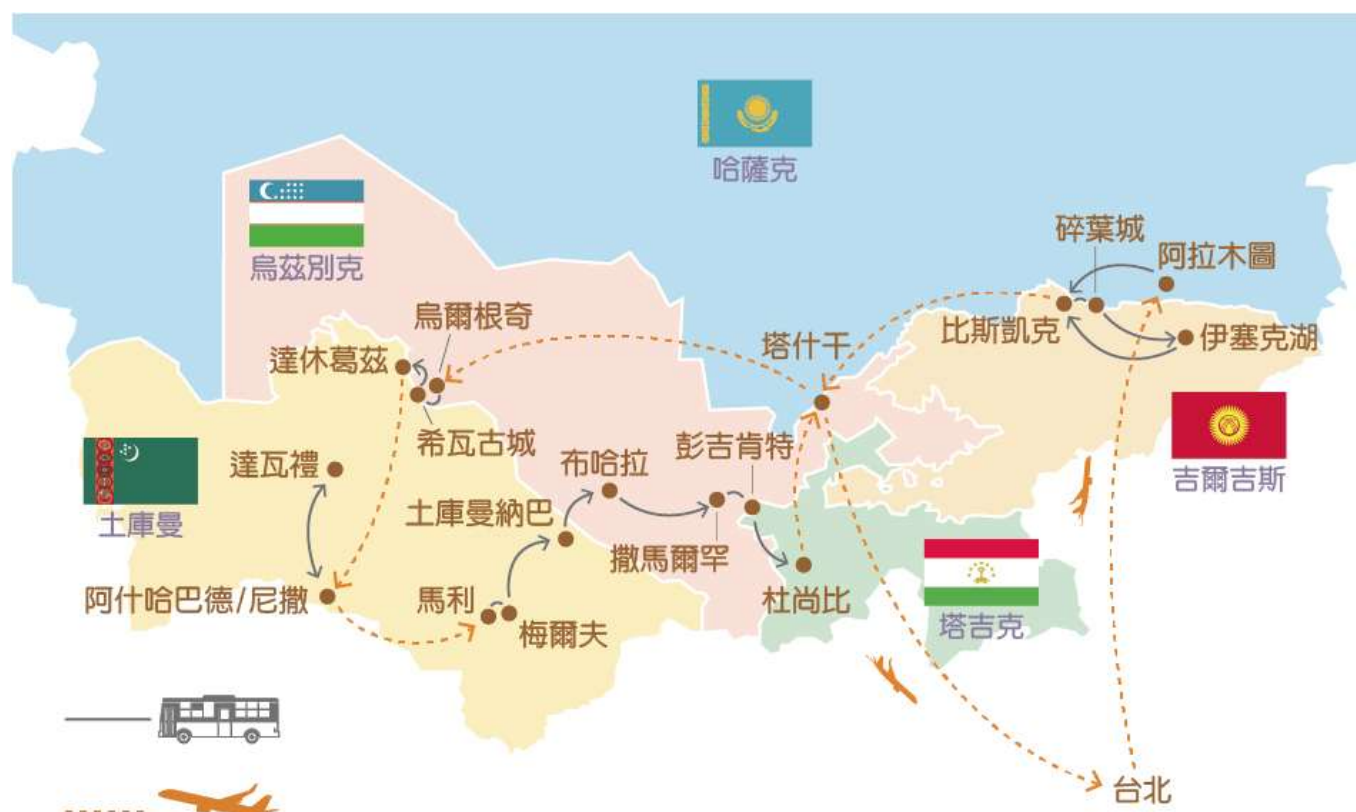 哈薩克
碎葉城
阿拉木圖
烏茲別克
烏爾根奇
比斯凱克
伊塞克湖
塔什干
達休葛茲
希瓦古城
彭吉肯特
達瓦禮
布哈拉
吉爾吉斯
土庫曼
土庫曼納巴
撒馬爾罕
阿什哈巴德/尼撒
馬利
杜尚比
塔吉克
梅爾夫
台北